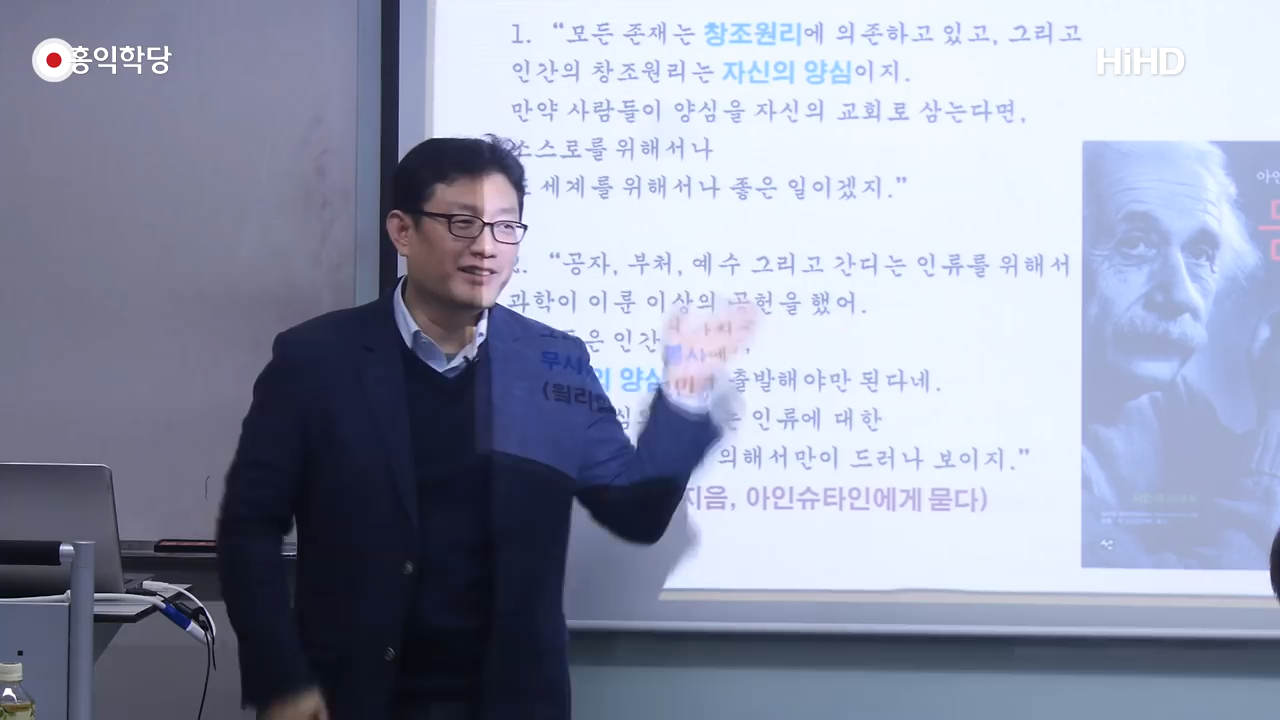 홍익학당
HiHD
1. “모든 존재는 창조원리에 의존하고 있고, 그리고
인간의 창조원리는 자신의 양심이지.
만약 사람들이 양심을 자신의 교회로 삼는다면,
스스로를 위해서나
세계를 위해서나 좋은 일이겠지.”
“공자, 부처, 예수 그리고 간디는 인류를 위해서
과학이 이룬 이상의 공헌을 했어.
인간
양심 출발해야만 된다네.
인류에 대한
의해서만이 드러나 보이지.”
지음, 아인슈타인에게 묻다)